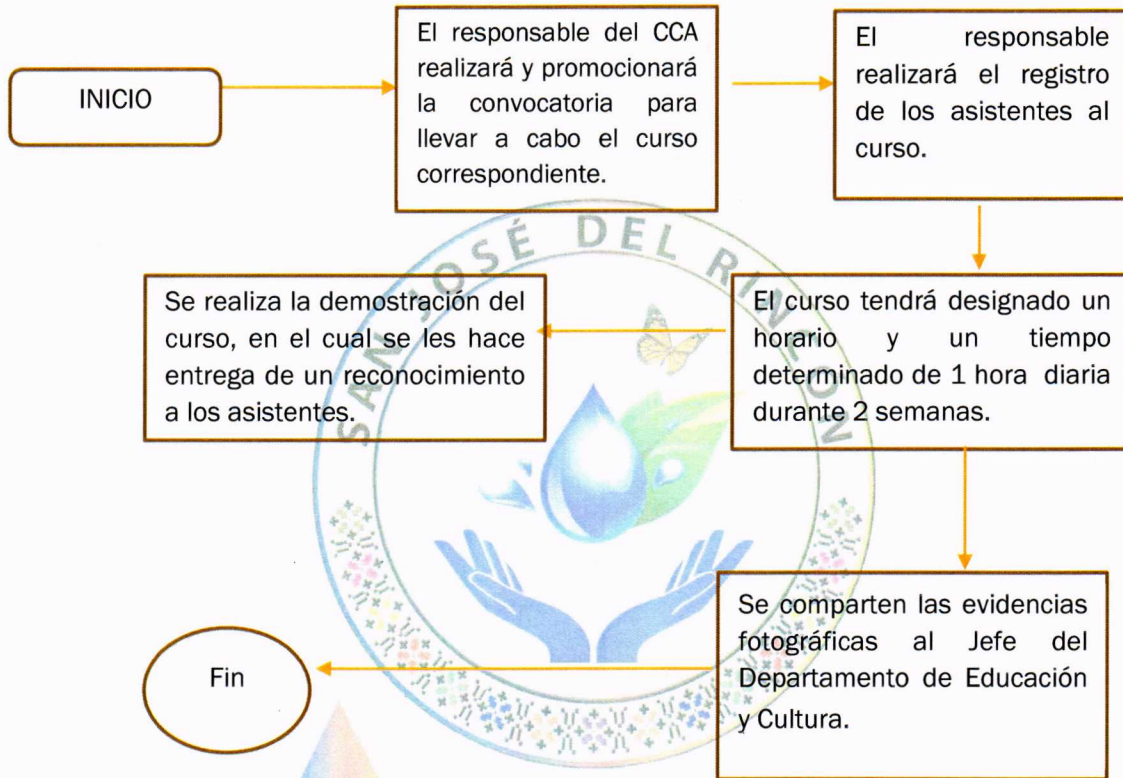 INICIO
El responsable del CCA
realizará y promocionará
la convocatoria para
llevar a cabo el curso
correspondiente.
El responsable
realizará el registro
de los asistentes al
curso.
SAN JOSÉ DEL RINCÓN
Se realiza la demostración del
curso, en el cual se les hace
entrega de un reconocimiento
a los asistentes.
El curso tendrá designado un
horario y un tiempo
determinado de 1 hora diaria
durante 2 semanas.
Se comparten las evidencias
fotográficas al Jefe del
Departamento de Educación
y Cultura.
Fin